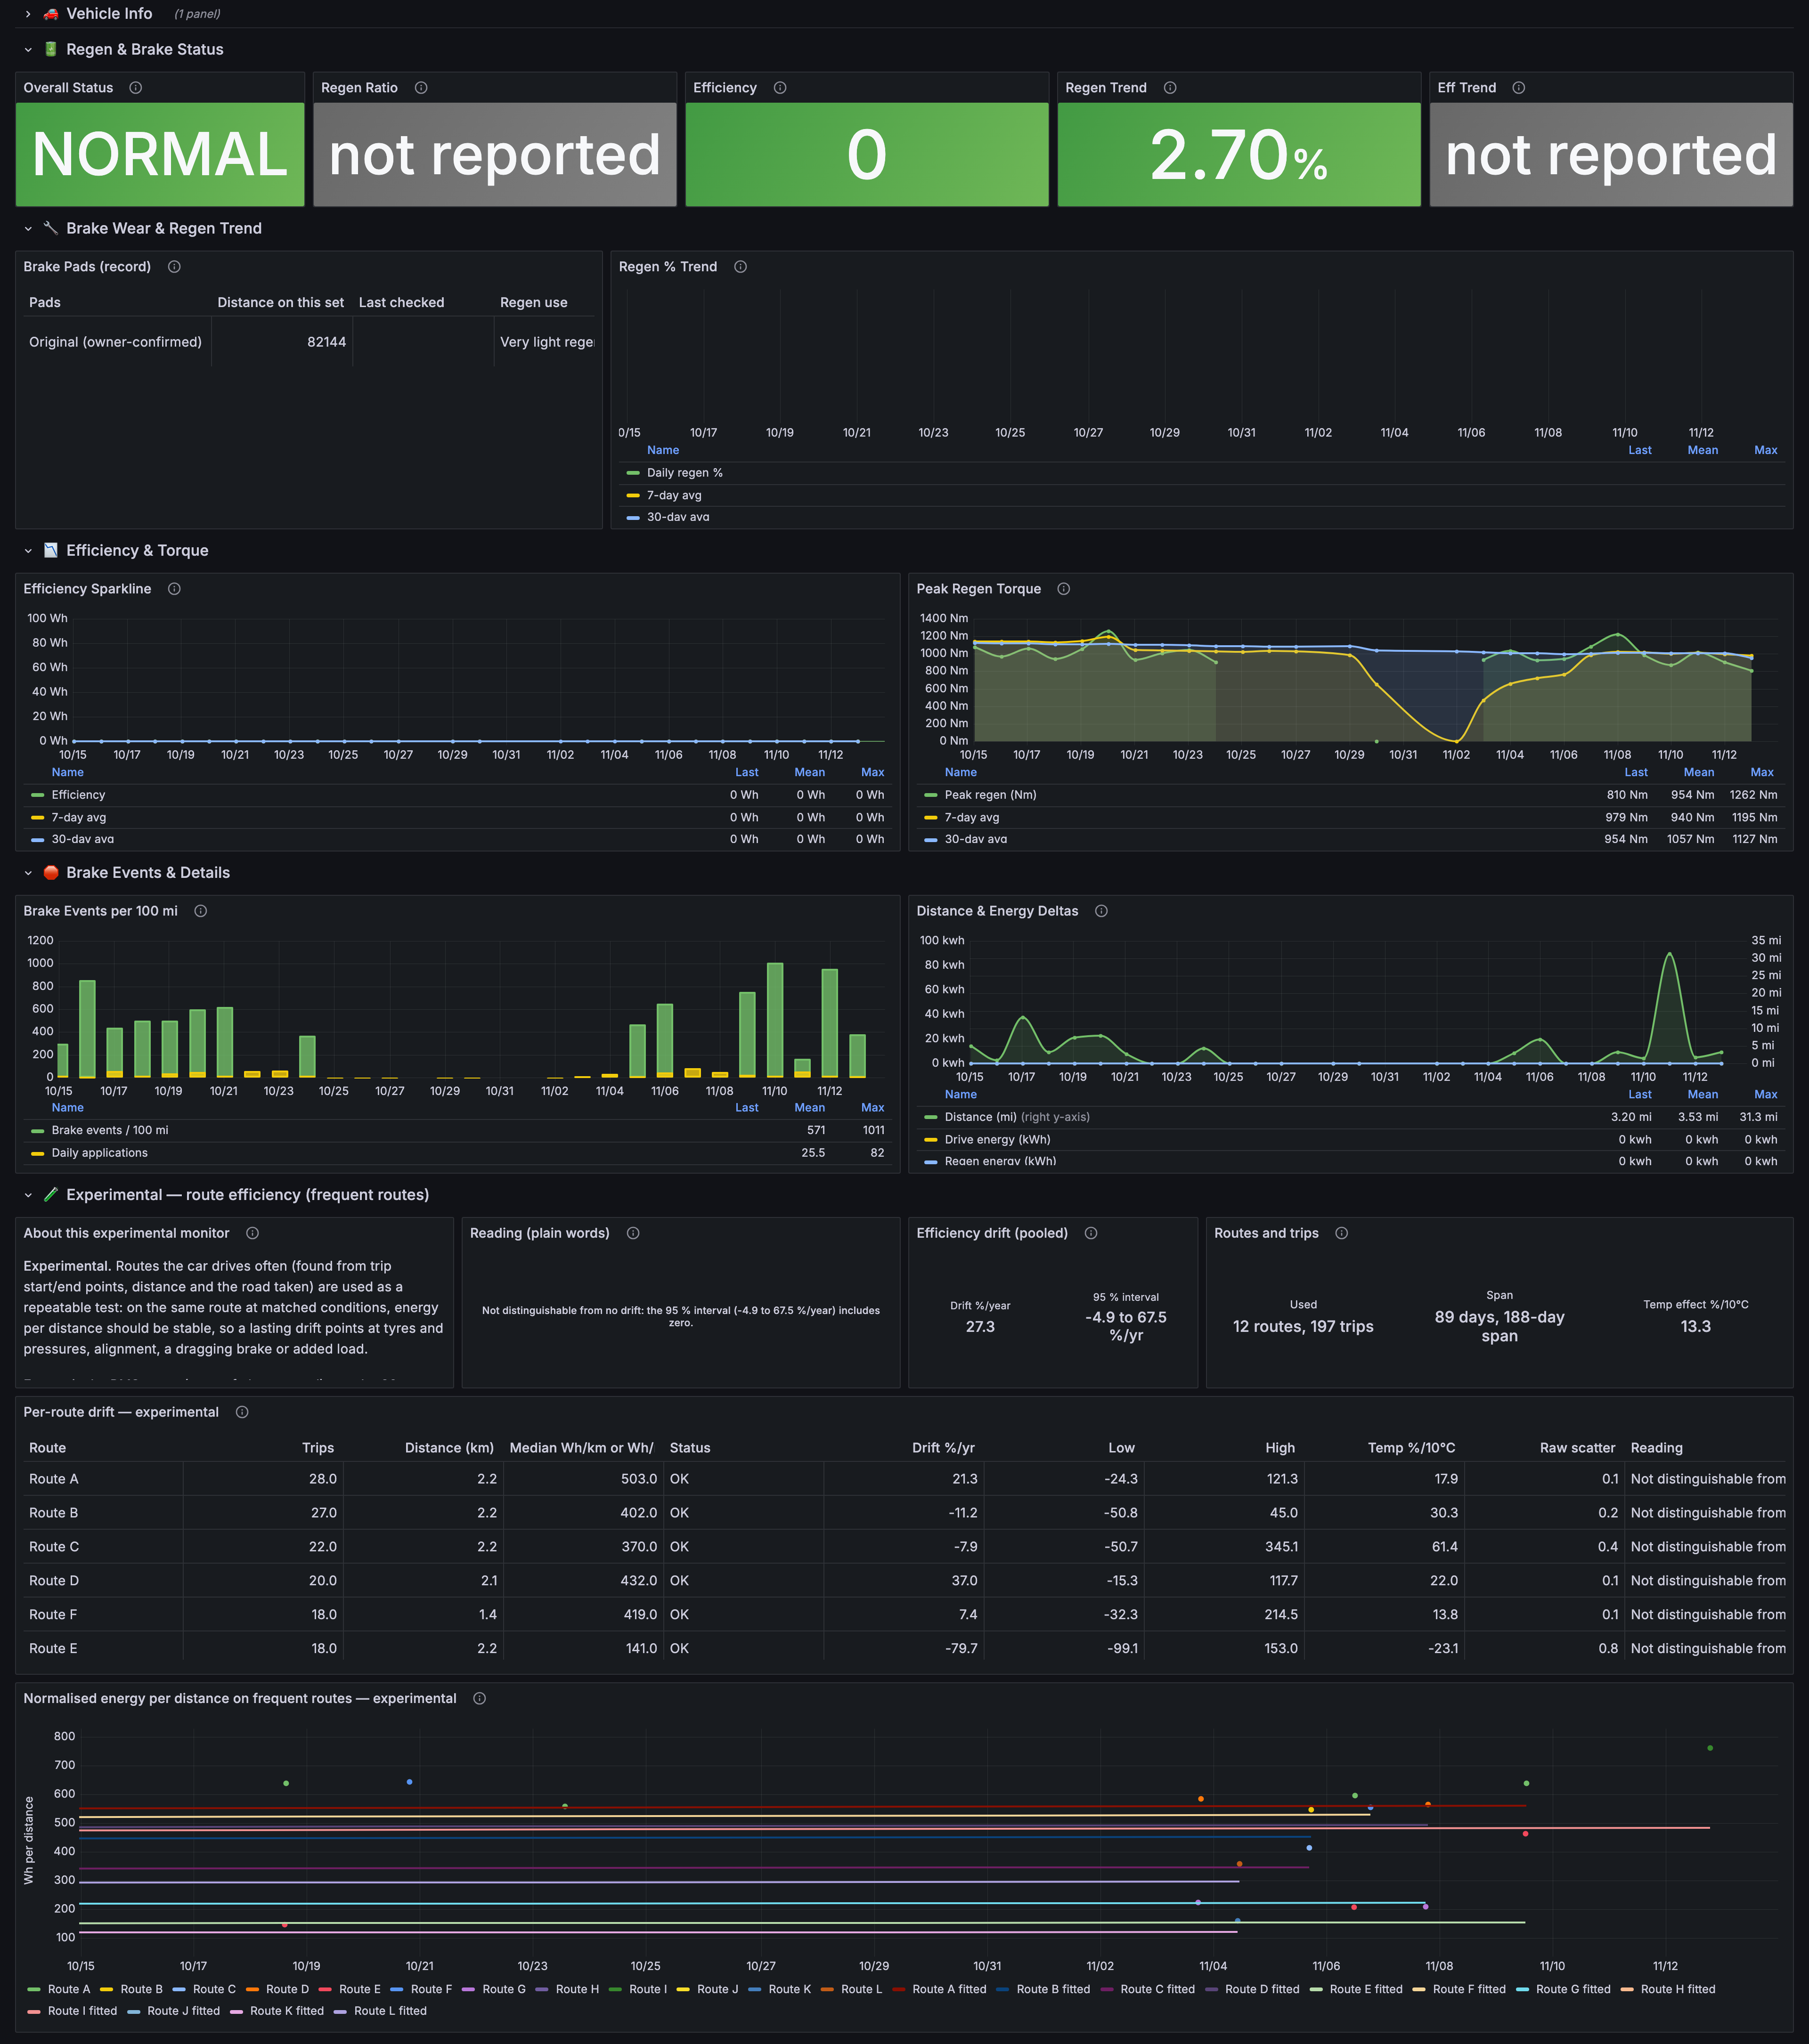 Vehicle Info (1 panel)
Regen & Brake Status
Overall Status
Regen Ratio
Efficiency
Regen Trend
Eff Trend
NORMAL
not reported
0
2.70%
not reported
Brake Wear & Regen Trend
Brake Pads (record)
Pads Distance on this set Last checked Regen use
Original (owner-confirmed) 82144 Very light rege
Regen % Trend
0/15 10/17 10/19 10/21 10/23 10/25 10/27 10/29 10/31 11/02 11/04 11/06 11/08 11/10 11/12
Name Last Mean Max
Daily regen %
7-day avg
30-day avg
Efficiency & Torque
Efficiency Sparkline
100 Wh
80 Wh
60 Wh
40 Wh
20 Wh
0 Wh
10/15 10/17 10/19 10/21 10/23 10/25 10/27 10/29 10/31 11/02 11/04 11/06 11/08 11/10 11/12
Name Last Mean Max
Efficiency 0 Wh 0 Wh 0 Wh
7-day avg 0 Wh 0 Wh 0 Wh
30-day avg 0 Wh 0 Wh 0 Wh
Peak Regen Torque
1400 Nm
1200 Nm
1000 Nm
800 Nm
600 Nm
400 Nm
200 Nm
0 Nm
10/15 10/17 10/19 10/21 10/23 10/25 10/27 10/29 10/31 11/02 11/04 11/06 11/08 11/10 11/12
Name Last Mean Max
Peak regen (Nm) 810 Nm 954 Nm 1262 Nm
7-day avg 979 Nm 940 Nm 1195 Nm
30-day avg 954 Nm 1057 Nm 1127 Nm
Brake Events & Details
Brake Events per 100 mi
1200
1000
800
600
400
200
0
10/15 10/17 10/19 10/21 10/23 10/25 10/27 10/29 10/31 11/02 11/04 11/06 11/08 11/10 11/12
Name Last Mean Max
Brake events / 100 mi 571 1011
Daily applications 25.5 82
Distance & Energy Deltas
100 kwh 35 mi
80 kwh 30 mi
60 kwh 25 mi
40 kwh 20 mi
20 kwh 15 mi
0 kwh 10 mi
5 mi
0 mi
10/15 10/17 10/19 10/21 10/23 10/25 10/27 10/29 10/31 11/02 11/04 11/06 11/08 11/10 11/12
Name Last Mean Max
Distance (mi) (right y-axis) 3.20 mi 3.53 mi 31.3 mi
Drive energy (kWh) 0 kwh 0 kwh 0 kwh
Regen energy (kWh) 0 kwh 0 kwh 0 kwh
Experimental — route efficiency (frequent routes)
About this experimental monitor
Experimental. Routes the car drives often (found from trip
start/end points, distance and the road taken) are used as a
repeatable test: on the same route at matched conditions, energy
per distance should be stable, so a lasting drift points at tyres and
pressures, alignment, a dragging brake or added load.
Reading (plain words)
Not distinguishable from no drift: the 95 % interval (-4.9 to 67.5 %/year) includes
zero.
Efficiency drift (pooled)
Drift %/year
27.3
95 % interval
-4.9 to 67.5
%/yr
Routes and trips
Used
12 routes, 197 trips
Span
89 days, 188-day
span
Temp effect %/10°C
13.3
Per-route drift — experimental
Route Trips Distance (km) Median Wh/km or Wh/ Status Drift %/yr Low High Temp %/10°C Raw scatter Reading
Route A 28.0 2.2 503.0 OK 21.3 -24.3 121.3 17.9 0.1 Not distinguishable from
Route B 27.0 2.2 402.0 OK -11.2 -50.8 45.0 30.3 0.2 Not distinguishable from
Route C 22.0 2.2 370.0 OK -7.9 -50.7 345.1 61.4 0.4 Not distinguishable from
Route D 20.0 2.1 432.0 OK 37.0 -15.3 117.7 22.0 0.1 Not distinguishable from
Route F 18.0 1.4 419.0 OK 7.4 -32.3 214.5 13.8 0.1 Not distinguishable from
Route E 18.0 2.2 141.0 OK -79.7 -99.1 153.0 -23.1 0.8 Not distinguishable from
Normalised energy per distance on frequent routes — experimental
Wh per distance
800
700
600
500
400
300
200
100
10/15 10/17 10/19 10/21 10/23 10/25 10/27 10/29 10/31 11/02 11/04 11/06 11/08 11/10 11/12
Route A Route B Route C Route D Route E Route F Route G Route H Route I Route J Route K Route L Route A fitted Route B fitted Route C fitted Route D fitted Route E fitted Route F fitted Route G fitted Route H fitted
Route I fitted Route J fitted Route K fitted Route L fitted